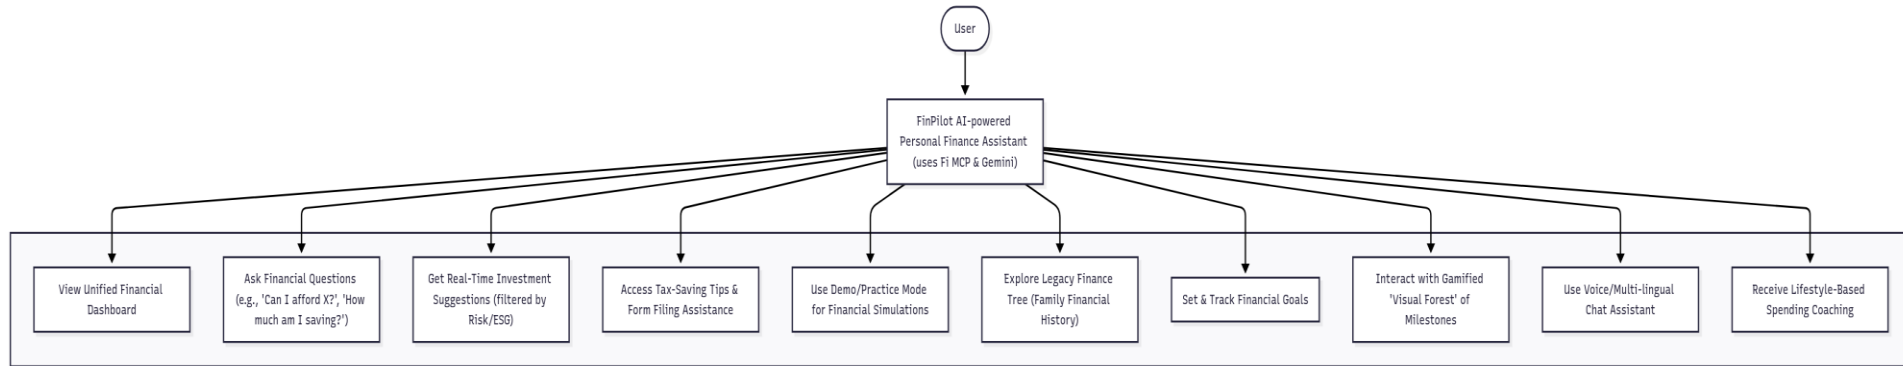 User
FinPilot AI-powered
Personal Finance Assistant
(uses Fi MCP & Gemini)
View Unified Financial
Dashboard
Ask Financial Questions
(e.g., 'Can I afford X?', 'How
much am I saving?')
Get Real-Time Investment
Suggestions (filtered by
Risk/ESG)
Access Tax-Saving Tips &
Form Filing Assistance
Use Demo/Practice Mode
for Financial Simulations
Explore Legacy Finance
Tree (Family Financial
History)
Set & Track Financial Goals
Interact with Gamified
'Visual Forest' of
Milestones
Use Voice/Multi-lingual
Chat Assistant
Receive Lifestyle-Based
Spending Coaching